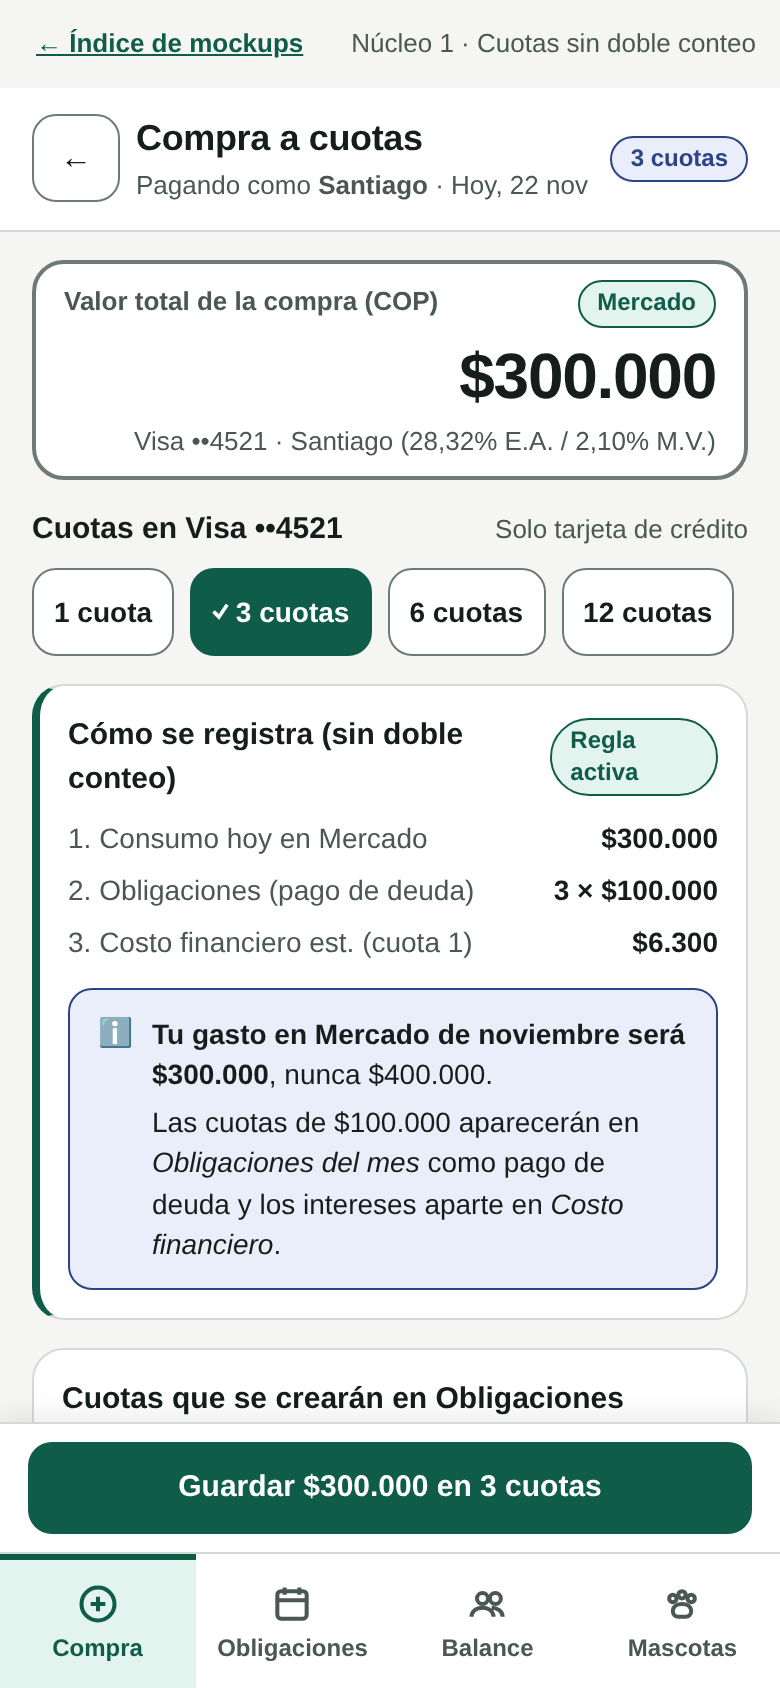 ← Índice de mockups
Núcleo 1 · Cuotas sin doble conteo
←
Compra a cuotas
Pagando como Santiago · Hoy, 22 nov
3 cuotas
Valor total de la compra (COP)
Mercado
$300.000
Visa ••4521 · Santiago (28,32% E.A. / 2,10% M.V.)
Cuotas en Visa ••4521
Solo tarjeta de crédito
1 cuota
✓ 3 cuotas
6 cuotas
12 cuotas
Cómo se registra (sin doble
conteo)
Regla
activa
1. Consumo hoy en Mercado
$300.000
2. Obligaciones (pago de deuda)
3 × $100.000
3. Costo financiero est. (cuota 1)
$6.300
ℹ️ Tu gasto en Mercado de noviembre será
$300.000, nunca $400.000.
Las cuotas de $100.000 aparecerán en
Obligaciones del mes como pago de
deuda y los intereses aparte en Costo
financiero.
Cuotas que se crearán en Obligaciones
Guardar $300.000 en 3 cuotas
Compra
Obligaciones
Balance
Mascotas